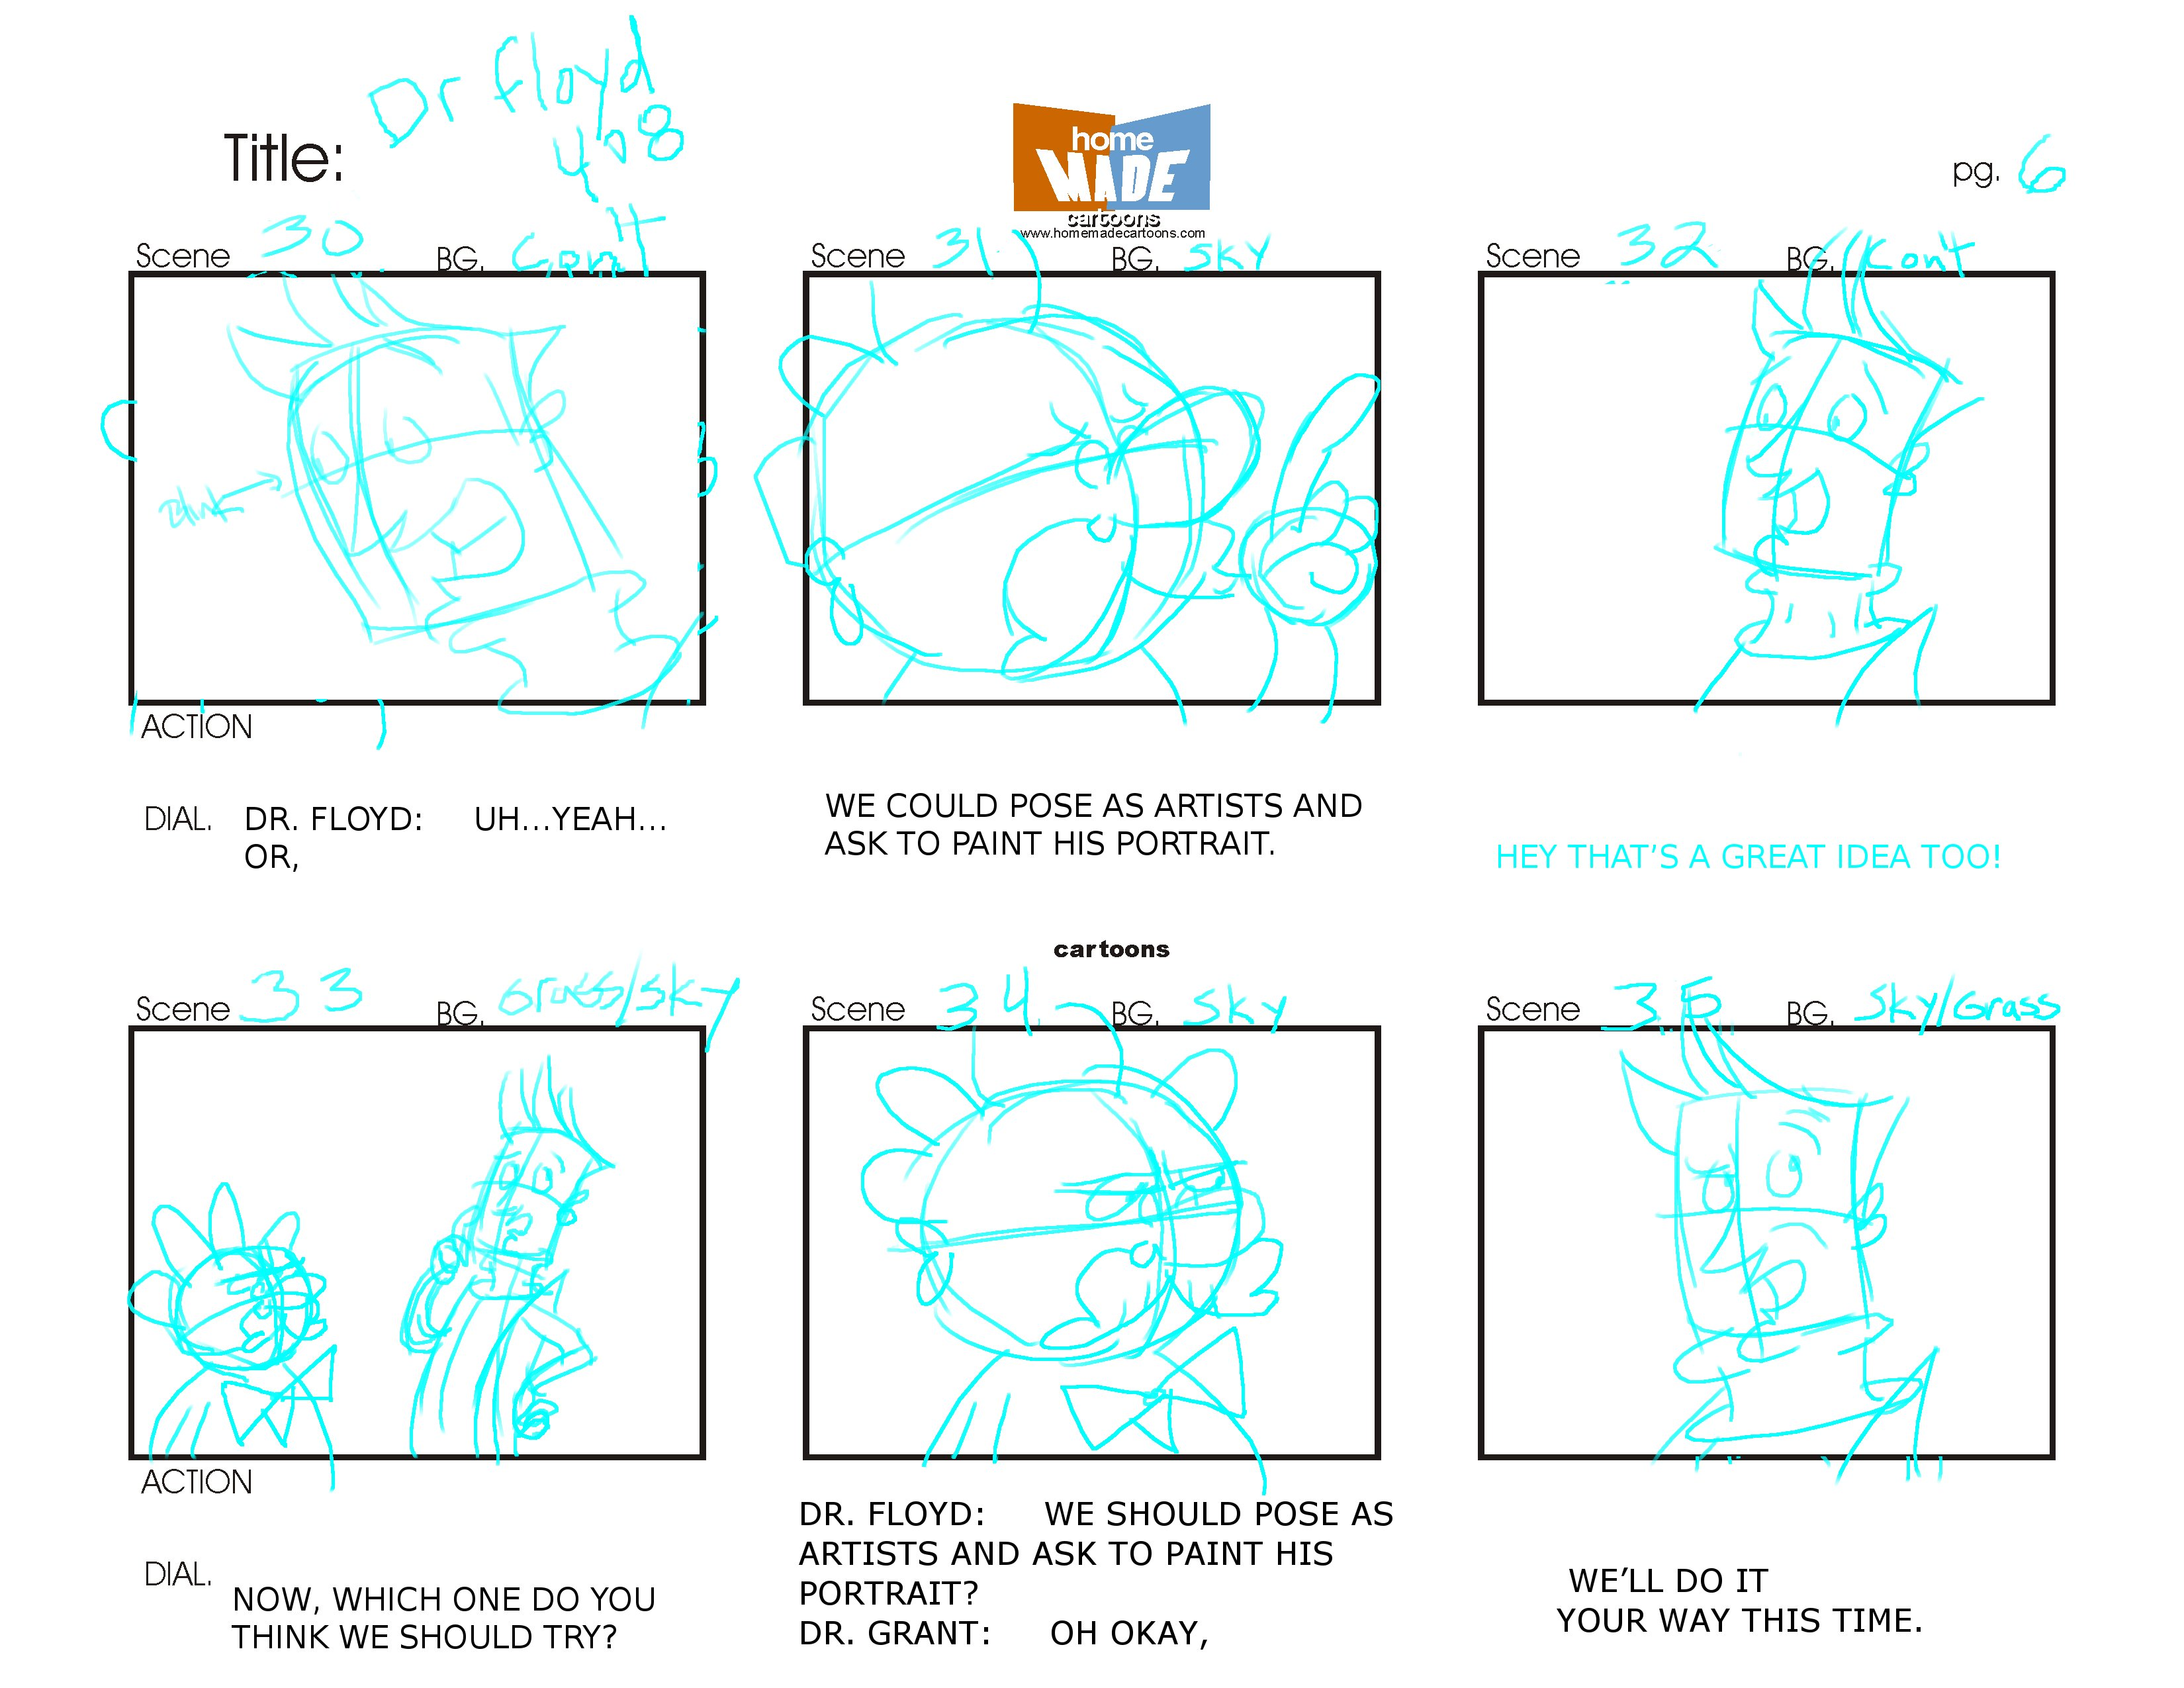 Title: Dr floyd
408
home
MADE
cartoons
www.homemadecartoons.com
pg. 6
Scene 30 BG. Cont
Scene 31 BG. SKY
Scene 32 BG. Cont
ACTION
DIAL. DR. FLOYD: UH...YEAH...
OR,
WE COULD POSE AS ARTISTS AND
ASK TO PAINT HIS PORTRAIT.
HEY THAT’S A GREAT IDEA TOO!
cartoons
Scene 33 BG. Grass/SKY
Scene 34 BG. SKY
Scene 35 BG. SKY/Grass
ACTION
DIAL.
NOW, WHICH ONE DO YOU
THINK WE SHOULD TRY?
DR. FLOYD: WE SHOULD POSE AS
ARTISTS AND ASK TO PAINT HIS
PORTRAIT?
DR. GRANT: OH OKAY,
WE’LL DO IT
YOUR WAY THIS TIME.